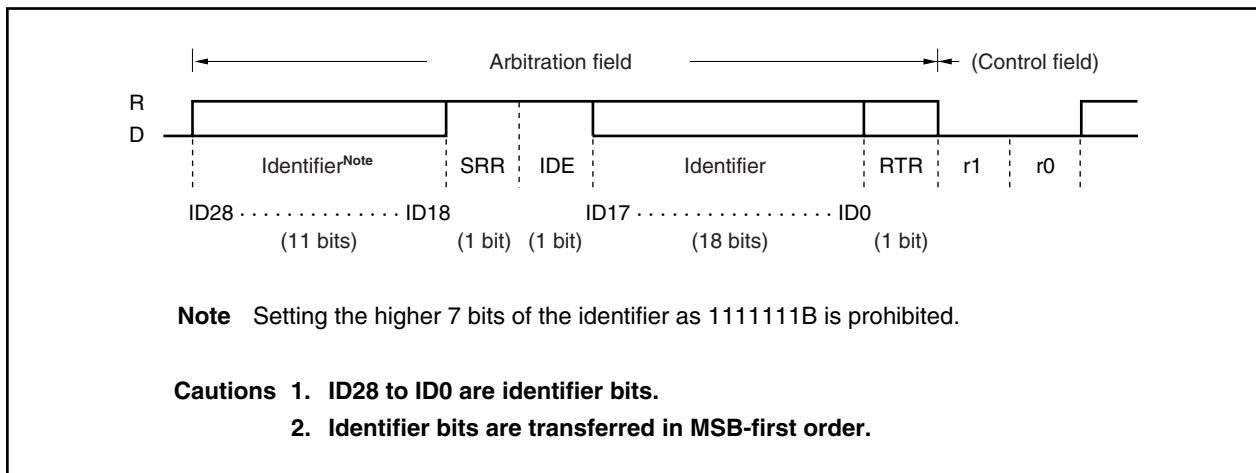 Arbitration field (Control field)
R
D
Identifier^Note SRR IDE Identifier RTR r1 r0
ID28 · · · · · · · · · · · · · · ID18 ID17 · · · · · · · · · · · · · · · · · ID0
(11 bits) (1 bit) (1 bit) (18 bits) (1 bit)
Note Setting the higher 7 bits of the identifier as 1111111B is prohibited.
Cautions 1. ID28 to ID0 are identifier bits.
2. Identifier bits are transferred in MSB-first order.